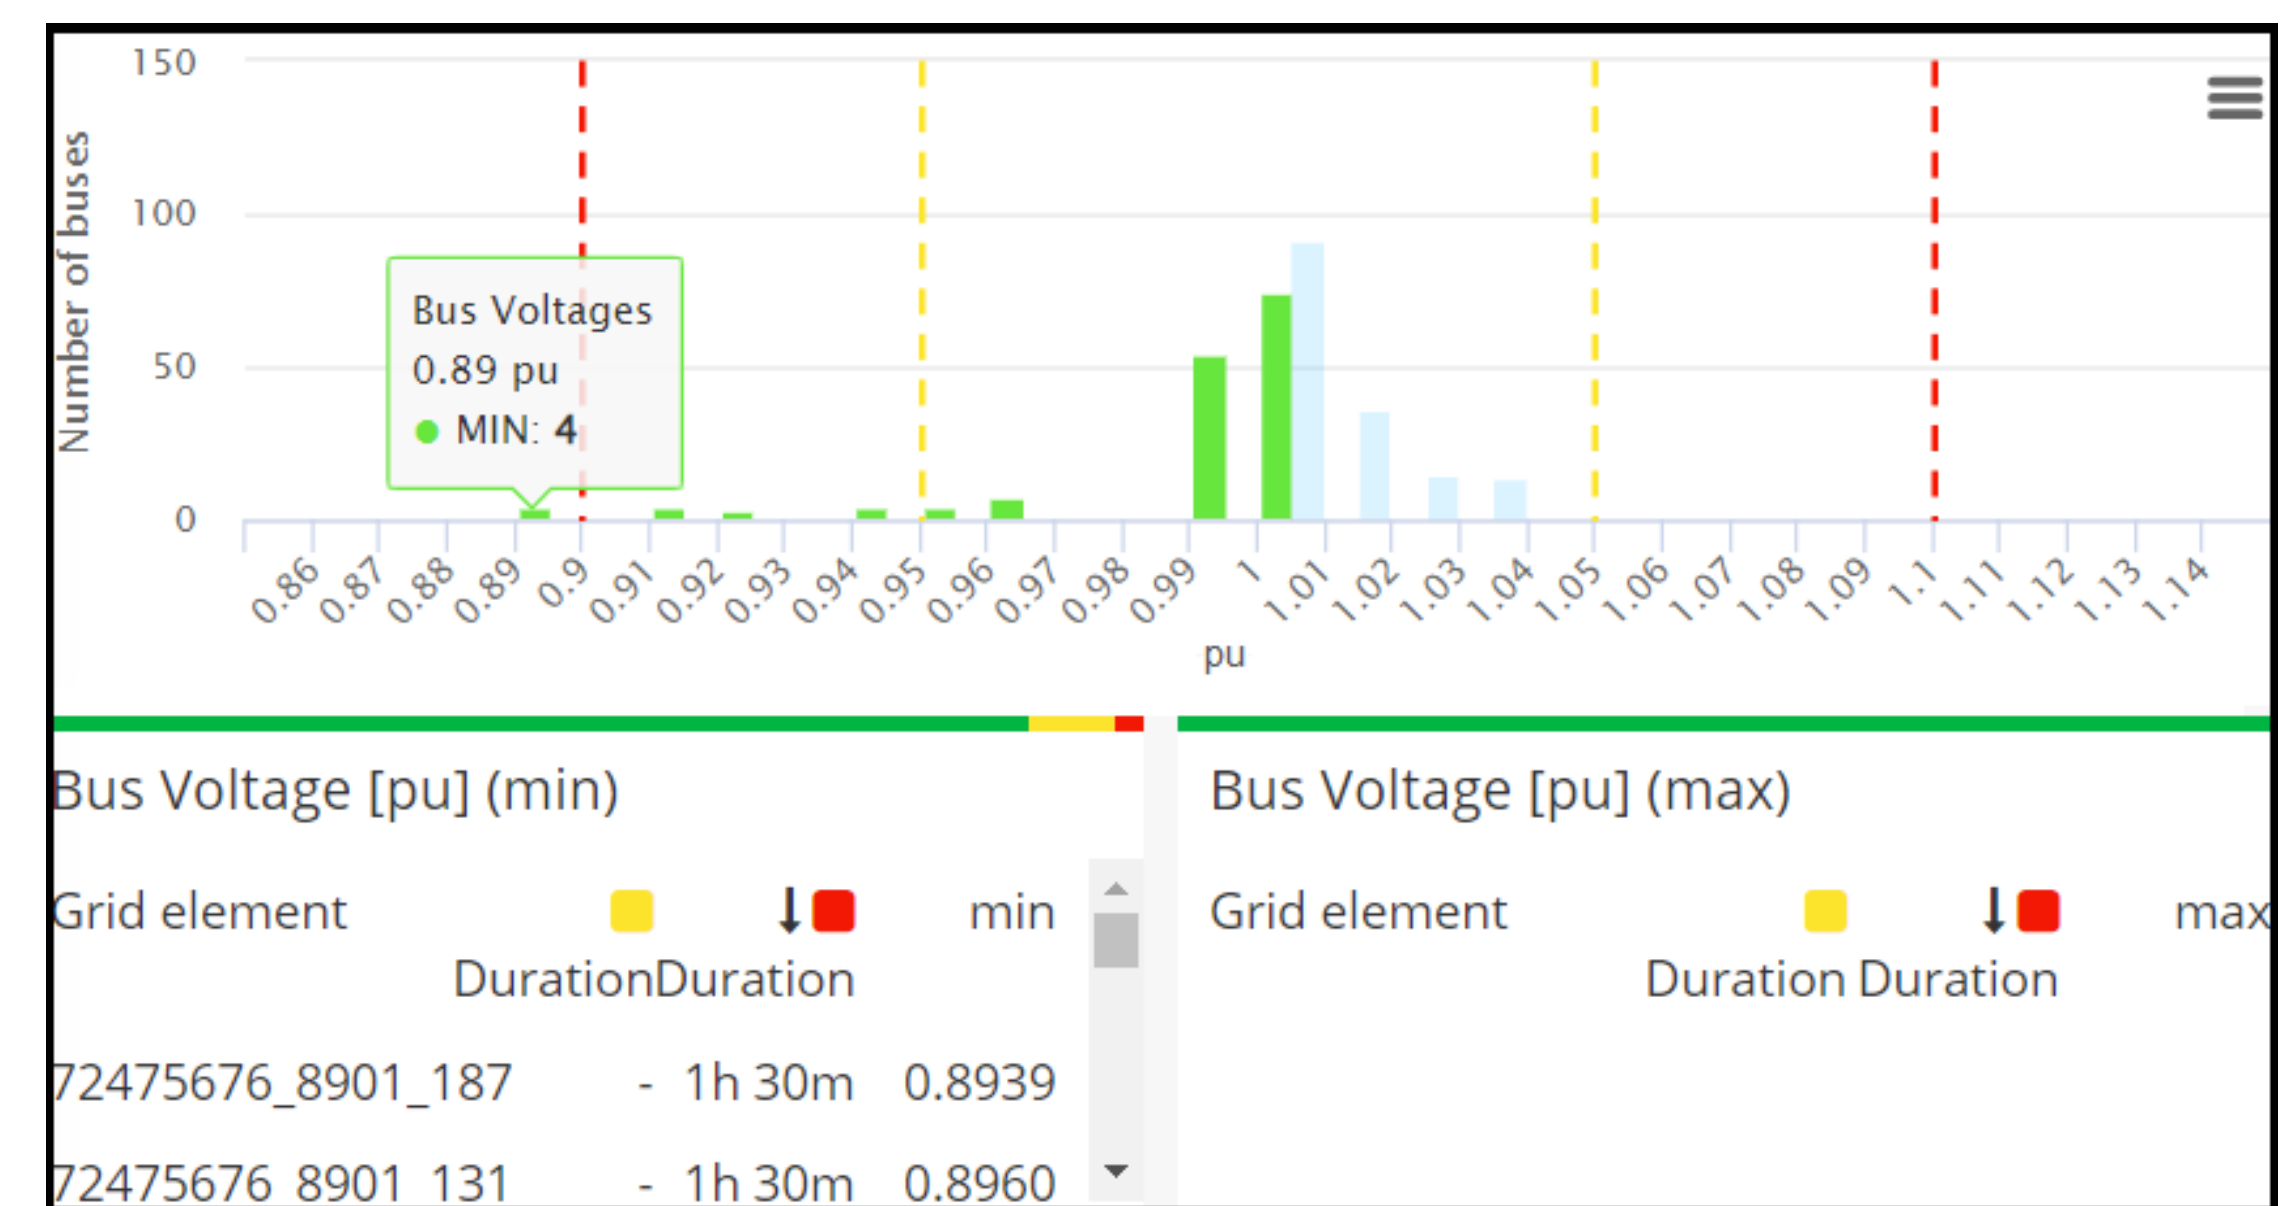 150
100
50
0
Number of buses
Bus Voltages
0.89 pu
MIN: 4
0.86 0.87 0.88 0.89 0.9 0.91 0.92 0.93 0.94 0.95 0.96 0.97 0.98 0.99 1 1.01 1.02 1.03 1.04 1.05 1.06 1.07 1.08 1.09 1.1 1.11 1.12 1.13 1.14
pu
Bus Voltage [pu] (min)
Grid element min
Duration Duration
72475676_8901_187 - 1h 30m 0.8939
72475676_8901_131 - 1h 30m 0.8960
Bus Voltage [pu] (max)
Grid element max
Duration Duration